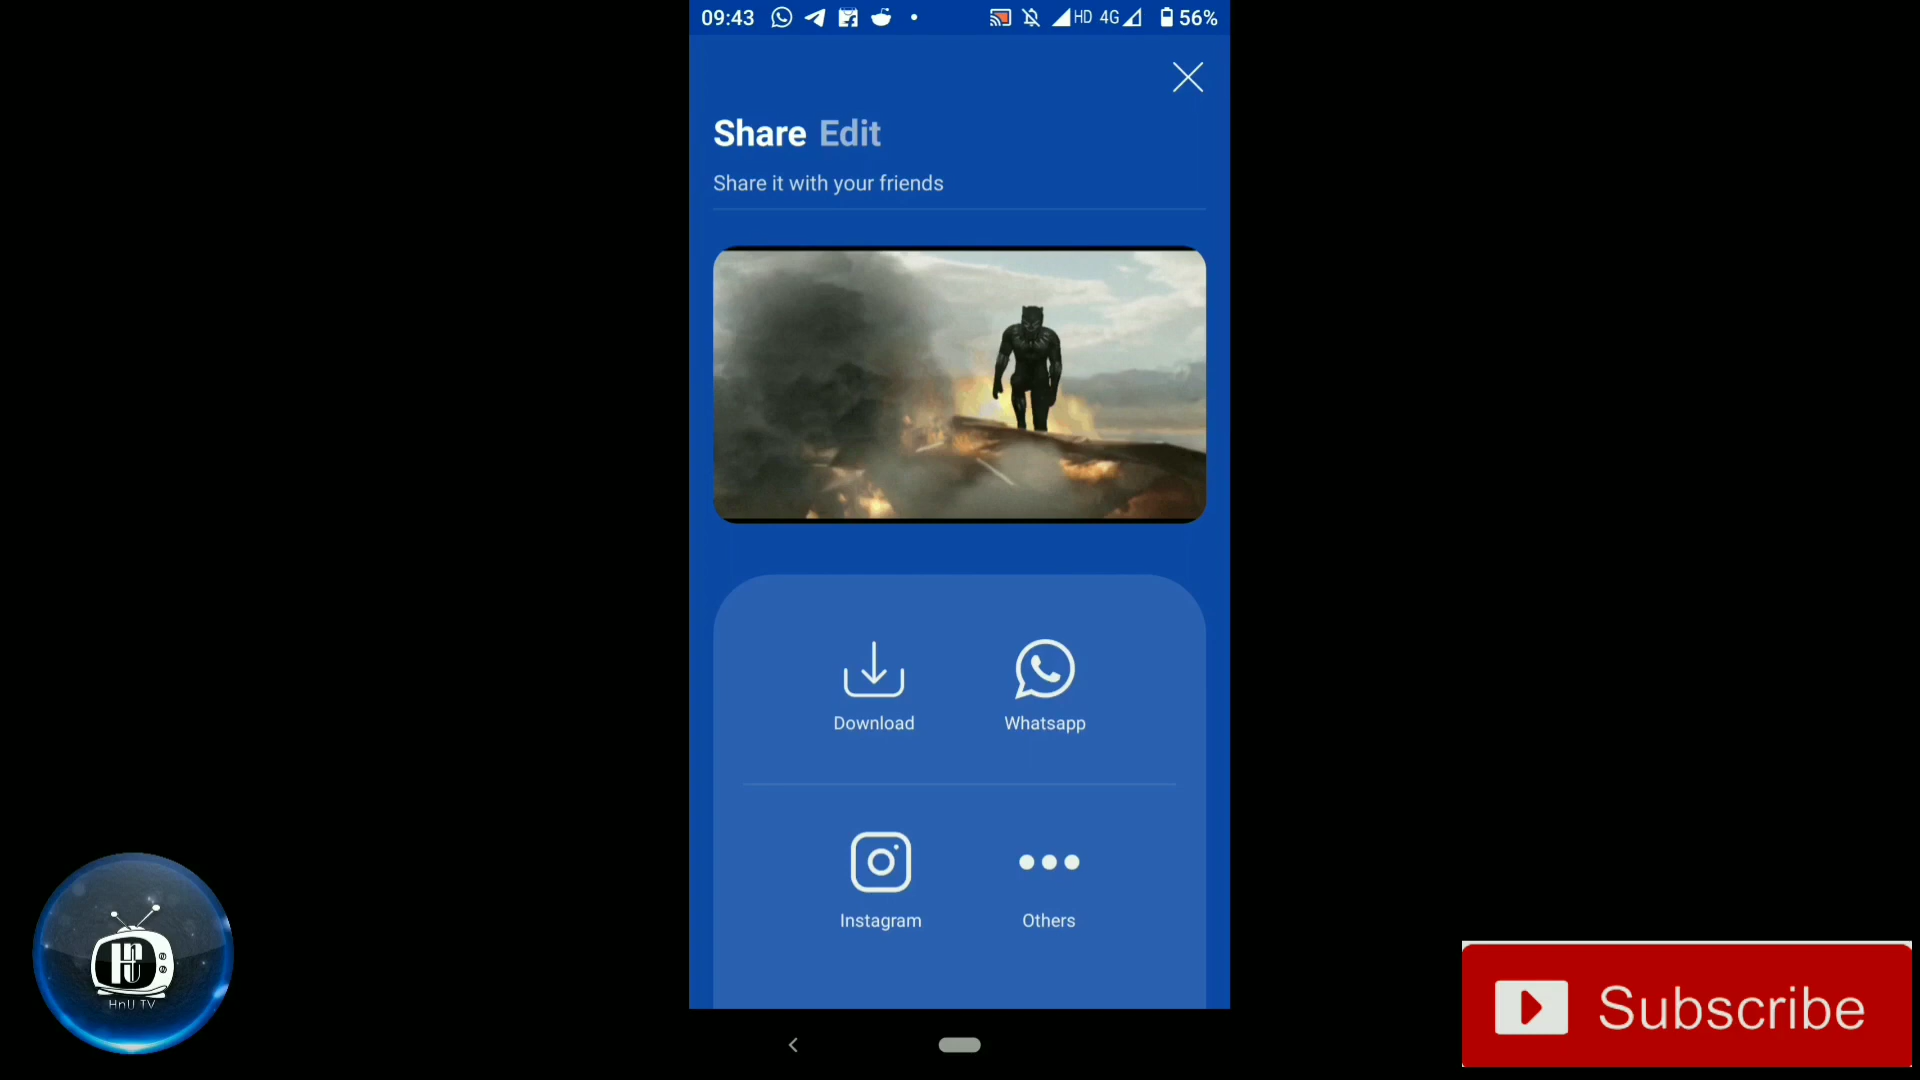 09:43
HD 4G
56%
Share Edit
Share it with your friends
Download
Whatsapp
Instagram
Others
HnU TV
Subscribe